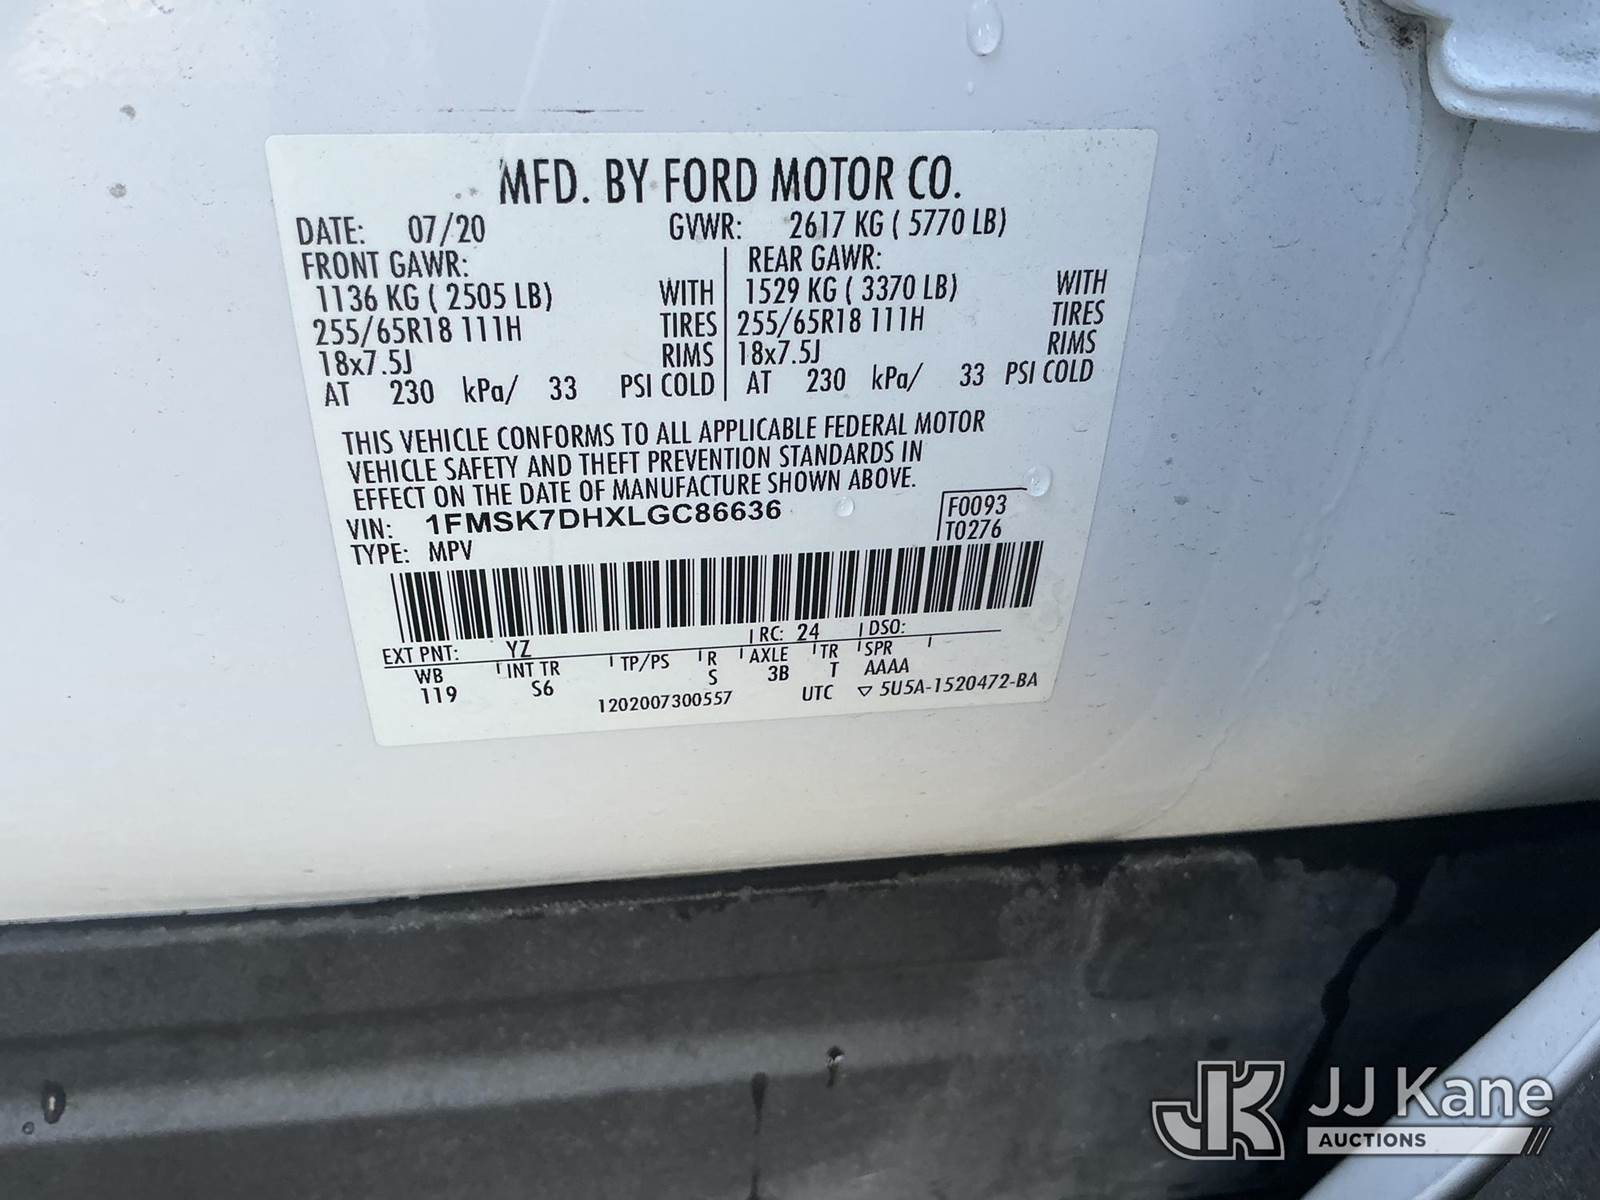 MFD. BY FORD MOTOR CO.
DATE: 07/20 GVWR: 2617 KG ( 5770 LB)
FRONT GAWR: REAR GAWR:
1136 KG ( 2505 LB) WITH 1529 KG ( 3370 LB) WITH
255/65R18 111H TIRES 255/65R18 111H TIRES
18x7.5J RIMS 18x7.5J RIMS
AT 230 kPa/ 33 PSI COLD AT 230 kPa/ 33 PSI COLD
THIS VEHICLE CONFORMS TO ALL APPLICABLE FEDERAL MOTOR
VEHICLE SAFETY AND THEFT PREVENTION STANDARDS IN
EFFECT ON THE DATE OF MANUFACTURE SHOWN ABOVE.
VIN: 1FMSK7DHXLGC86636 F0093
TYPE: MPV T0276
EXT PNT: YZ RC: 24 DSO:
WB INT TR TP/PS R AXLE TR SPR
119 S6 S 3B T AAAA
1202007300557 UTC ▽ 5U5A-1520472-BA
JK JJ Kane
AUCTIONS